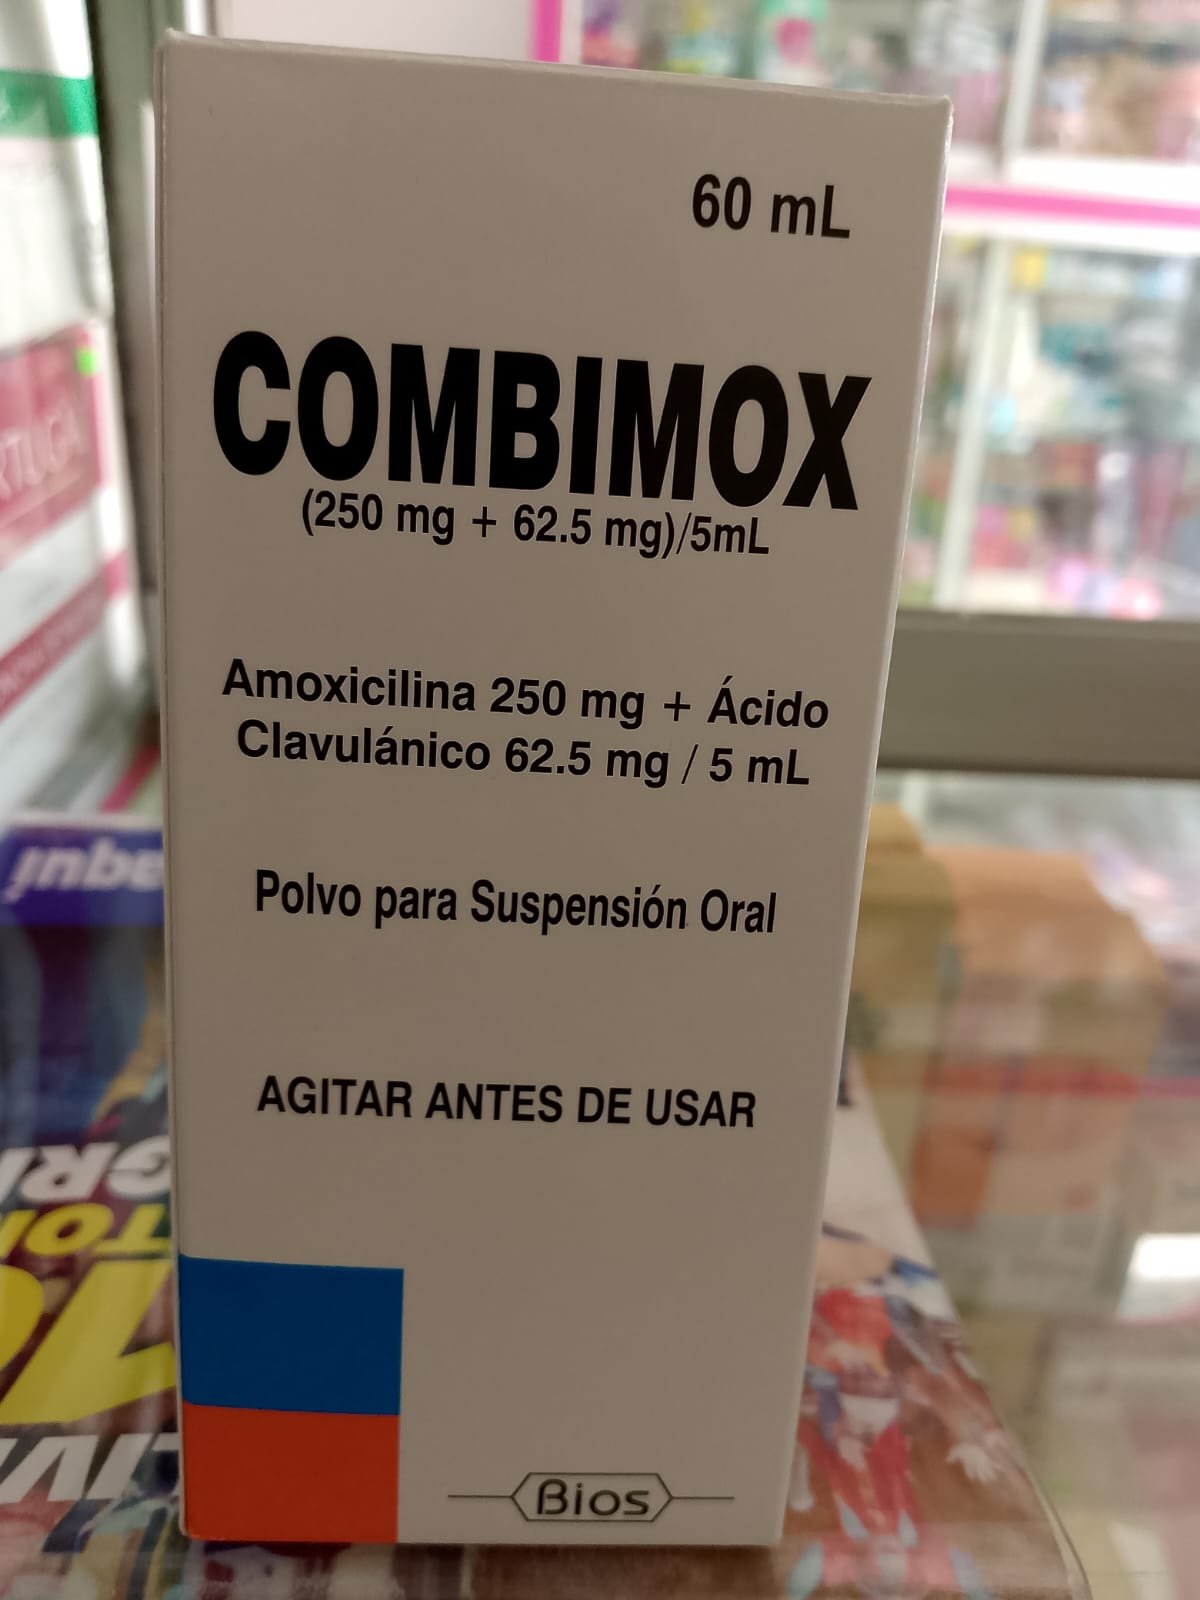 60 mL
COMBIMOX
(250 mg + 62.5 mg)/5mL
Amoxicilina 250 mg + Ácido
Clavulánico 62.5 mg / 5 mL
Polvo para Suspensión Oral
AGITAR ANTES DE USAR
Bios